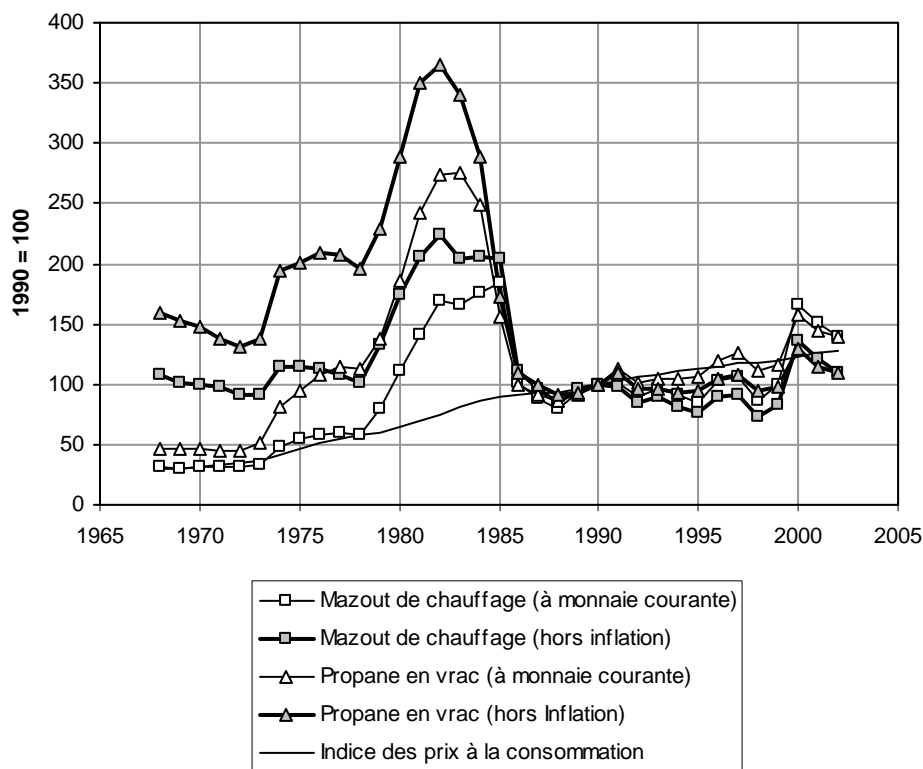 400
350
300
250
200
150
100
50
0
1990 = 100
1965 1970 1975 1980 1985 1990 1995 2000 2005
Mazout de chauffage (à monnaie courante)
Mazout de chauffage (hors inflation)
Propane en vrac (à monnaie courante)
Propane en vrac (hors Inflation)
Indice des prix à la consommation